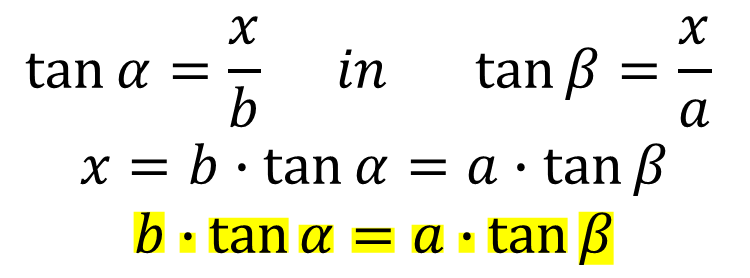 tan α = x/b in tan β = x/a
x = b · tan α = a · tan β
b · tan α = a · tan β